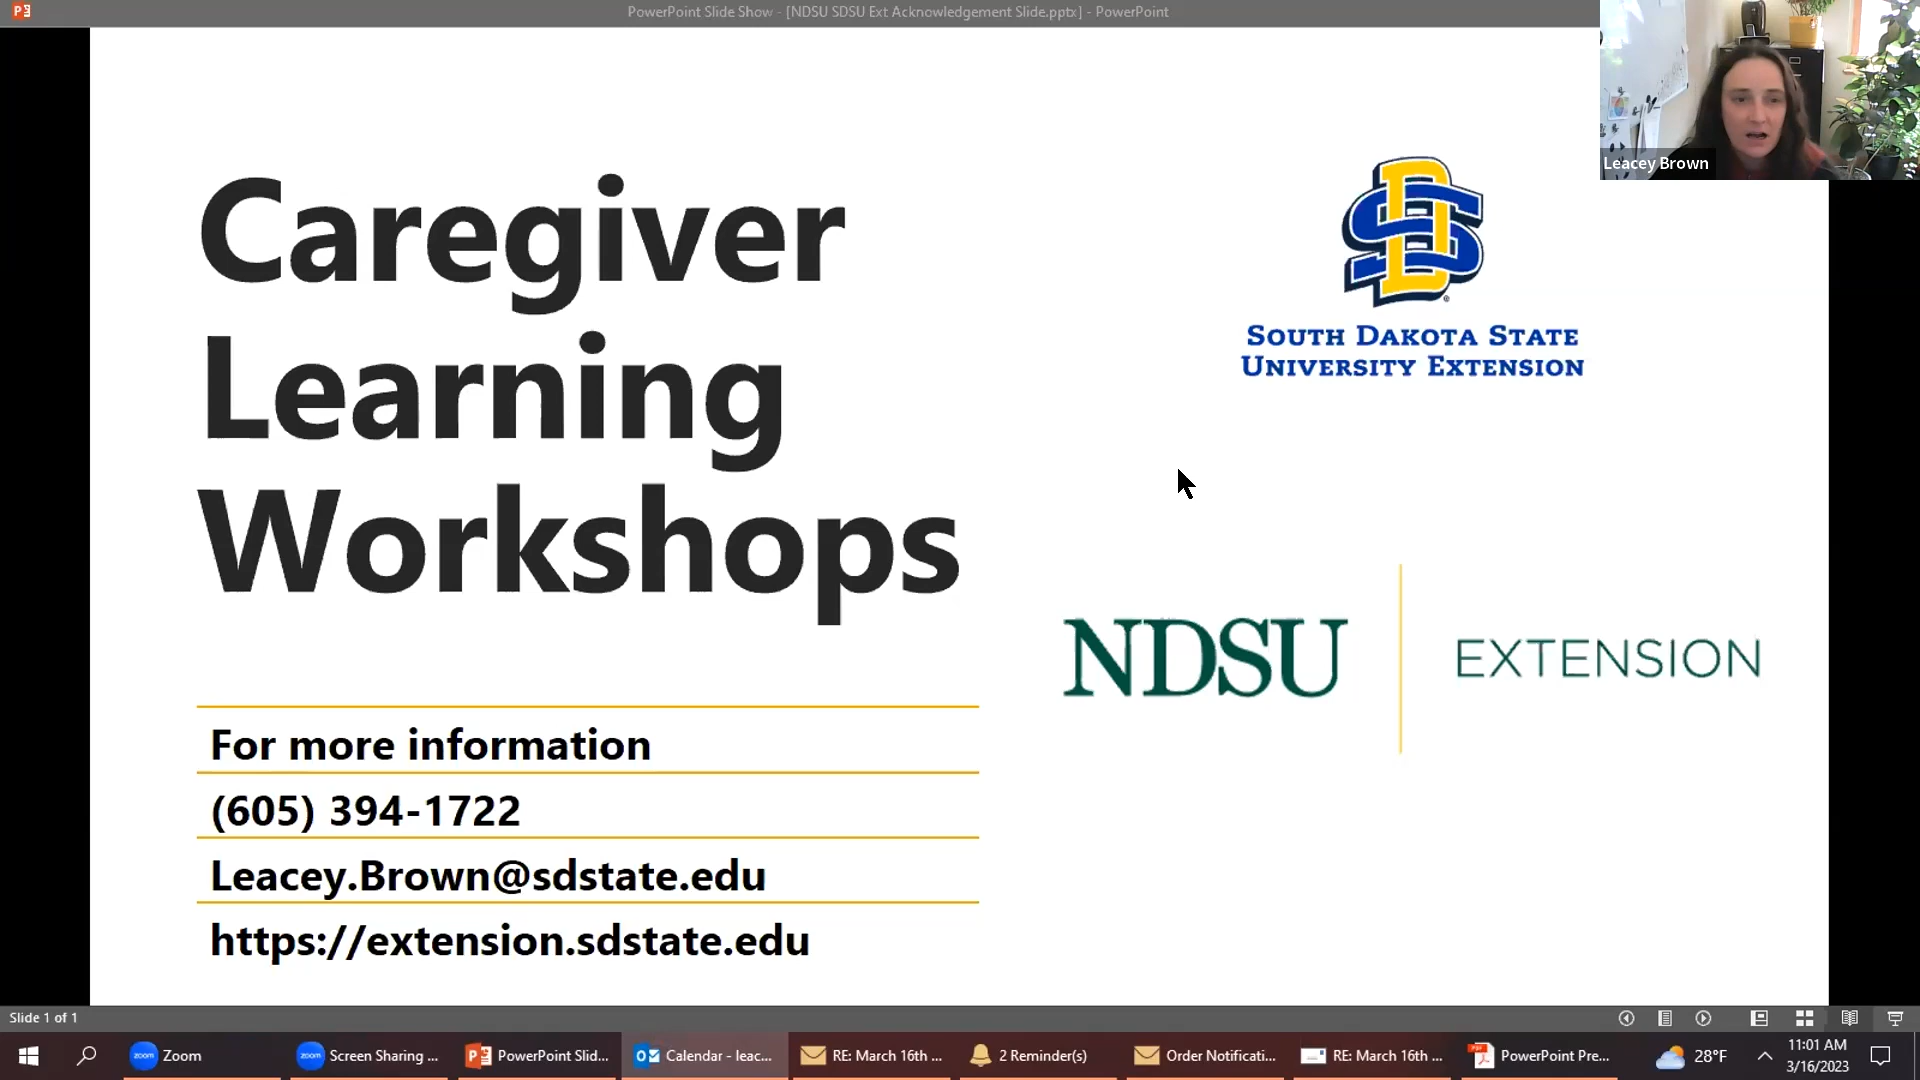 PowerPoint Slide Show - [NDSU SDSU Ext Acknowledgement Slide.pptx] - PowerPoint
Leacey Brown
Caregiver
Learning
Workshops
SOUTH DAKOTA STATE
UNIVERSITY EXTENSION
NDSU EXTENSION
For more information
(605) 394-1722
Leacey.Brown@sdstate.edu
https://extension.sdstate.edu
Slide 1 of 1
Zoom
Screen Sharing ...
PowerPoint Slid...
Calendar - leac...
RE: March 16th ...
2 Reminder(s)
Order Notificati...
RE: March 16th ...
PowerPoint Pre...
28°F
11:01 AM
3/16/2023